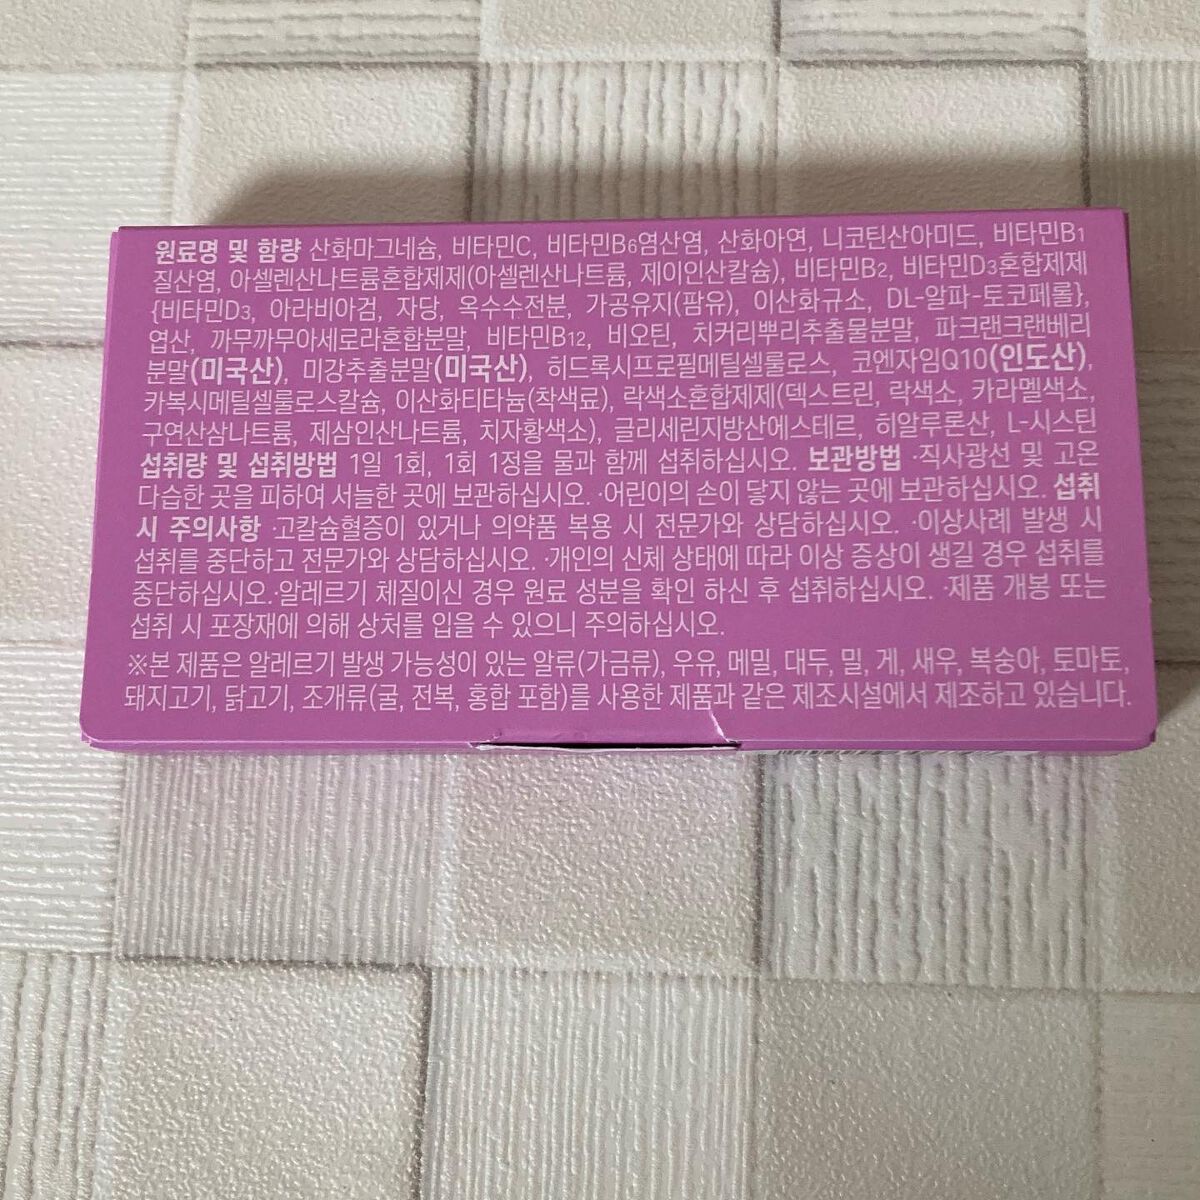 원료명 및 함량 산화마그네슘, 비타민C, 비타민B6염산염, 산화아연, 니코틴산아미드, 비타민B1
질산염, 아셀렌산나트륨혼합제제(아셀렌산나트륨, 제이인산칼슘), 비타민B2, 비타민D3혼합제제
{비타민D3, 아라비아검, 자당, 옥수수전분, 가공유지(팜유), 이산화규소, DL-알파-토코페롤},
엽산, 까무까무아세로라혼합분말, 비타민B12, 비오틴, 치커리뿌리추출물분말, 파크랜크랜베리
분말(미국산), 미강추출분말(미국산), 히드록시프로필메틸셀룰로스, 코엔자임Q10(인도산),
카복시메틸셀룰로스칼슘, 이산화티타늄(착색료), 락색소혼합제제(덱스트린, 락색소, 카라멜색소,
구연산삼나트륨, 제삼인산나트륨, 치자황색소), 글리세린지방산에스테르, 히알루론산, L-시스틴
섭취량 및 섭취방법 1일 1회, 1회 1정을 물과 함께 섭취하십시오. 보관방법 ·직사광선 및 고온
다습한 곳을 피하여 서늘한 곳에 보관하십시오. ·어린이의 손이 닿지 않는 곳에 보관하십시오. 섭취
시 주의사항 ·고칼슘혈증이 있거나 의약품 복용 시 전문가와 상담하십시오. ·이상사례 발생 시
섭취를 중단하고 전문가와 상담하십시오. ·개인의 신체 상태에 따라 이상 증상이 생길 경우 섭취를
중단하십시오.·알레르기 체질이신 경우 원료 성분을 확인 하신 후 섭취하십시오. ·제품 개봉 또는
섭취 시 포장재에 의해 상처를 입을 수 있으니 주의하십시오.
※본 제품은 알레르기 발생 가능성이 있는 알류(가금류), 우유, 메밀, 대두, 밀, 게, 새우, 복숭아, 토마토,
돼지고기, 닭고기, 조개류(굴, 전복, 홍합 포함)를 사용한 제품과 같은 제조시설에서 제조하고 있습니다.